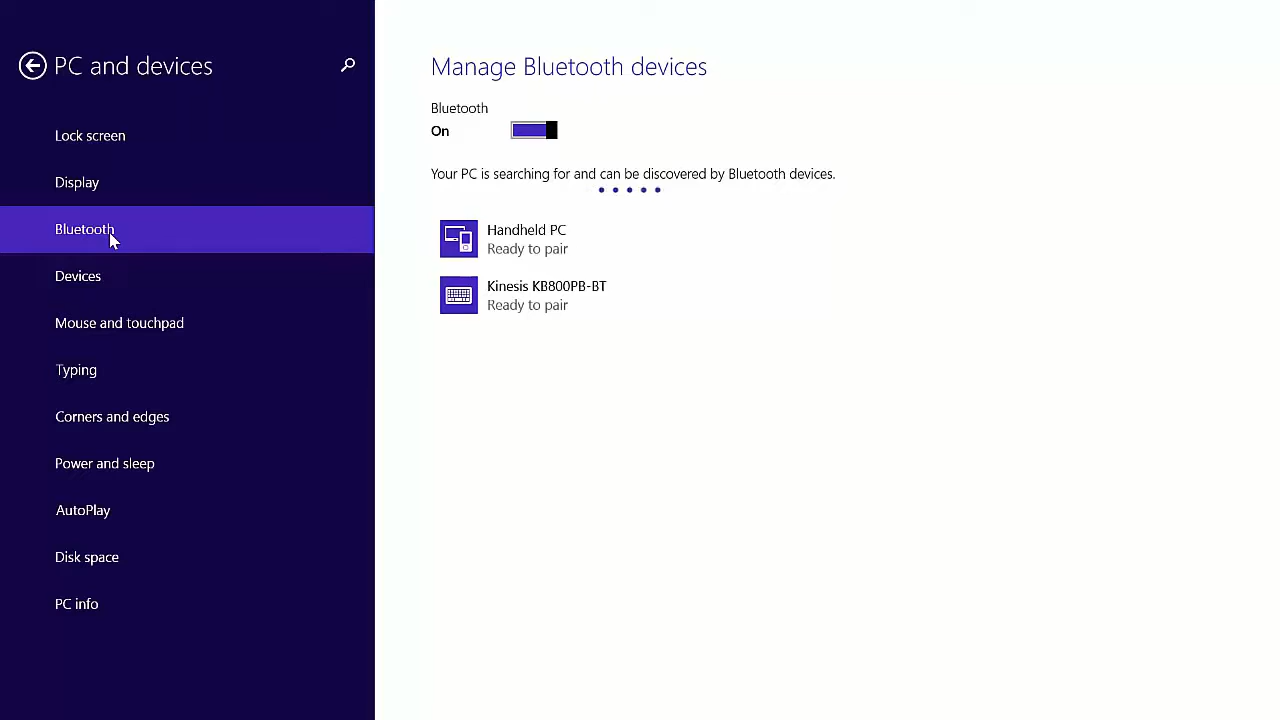 PC and devices
Lock screen
Display
Bluetooth
Devices
Mouse and touchpad
Typing
Corners and edges
Power and sleep
AutoPlay
Disk space
PC info
Manage Bluetooth devices
Bluetooth
On
Your PC is searching for and can be discovered by Bluetooth devices.
Handheld PC
Ready to pair
Kinesis KB800PB-BT
Ready to pair